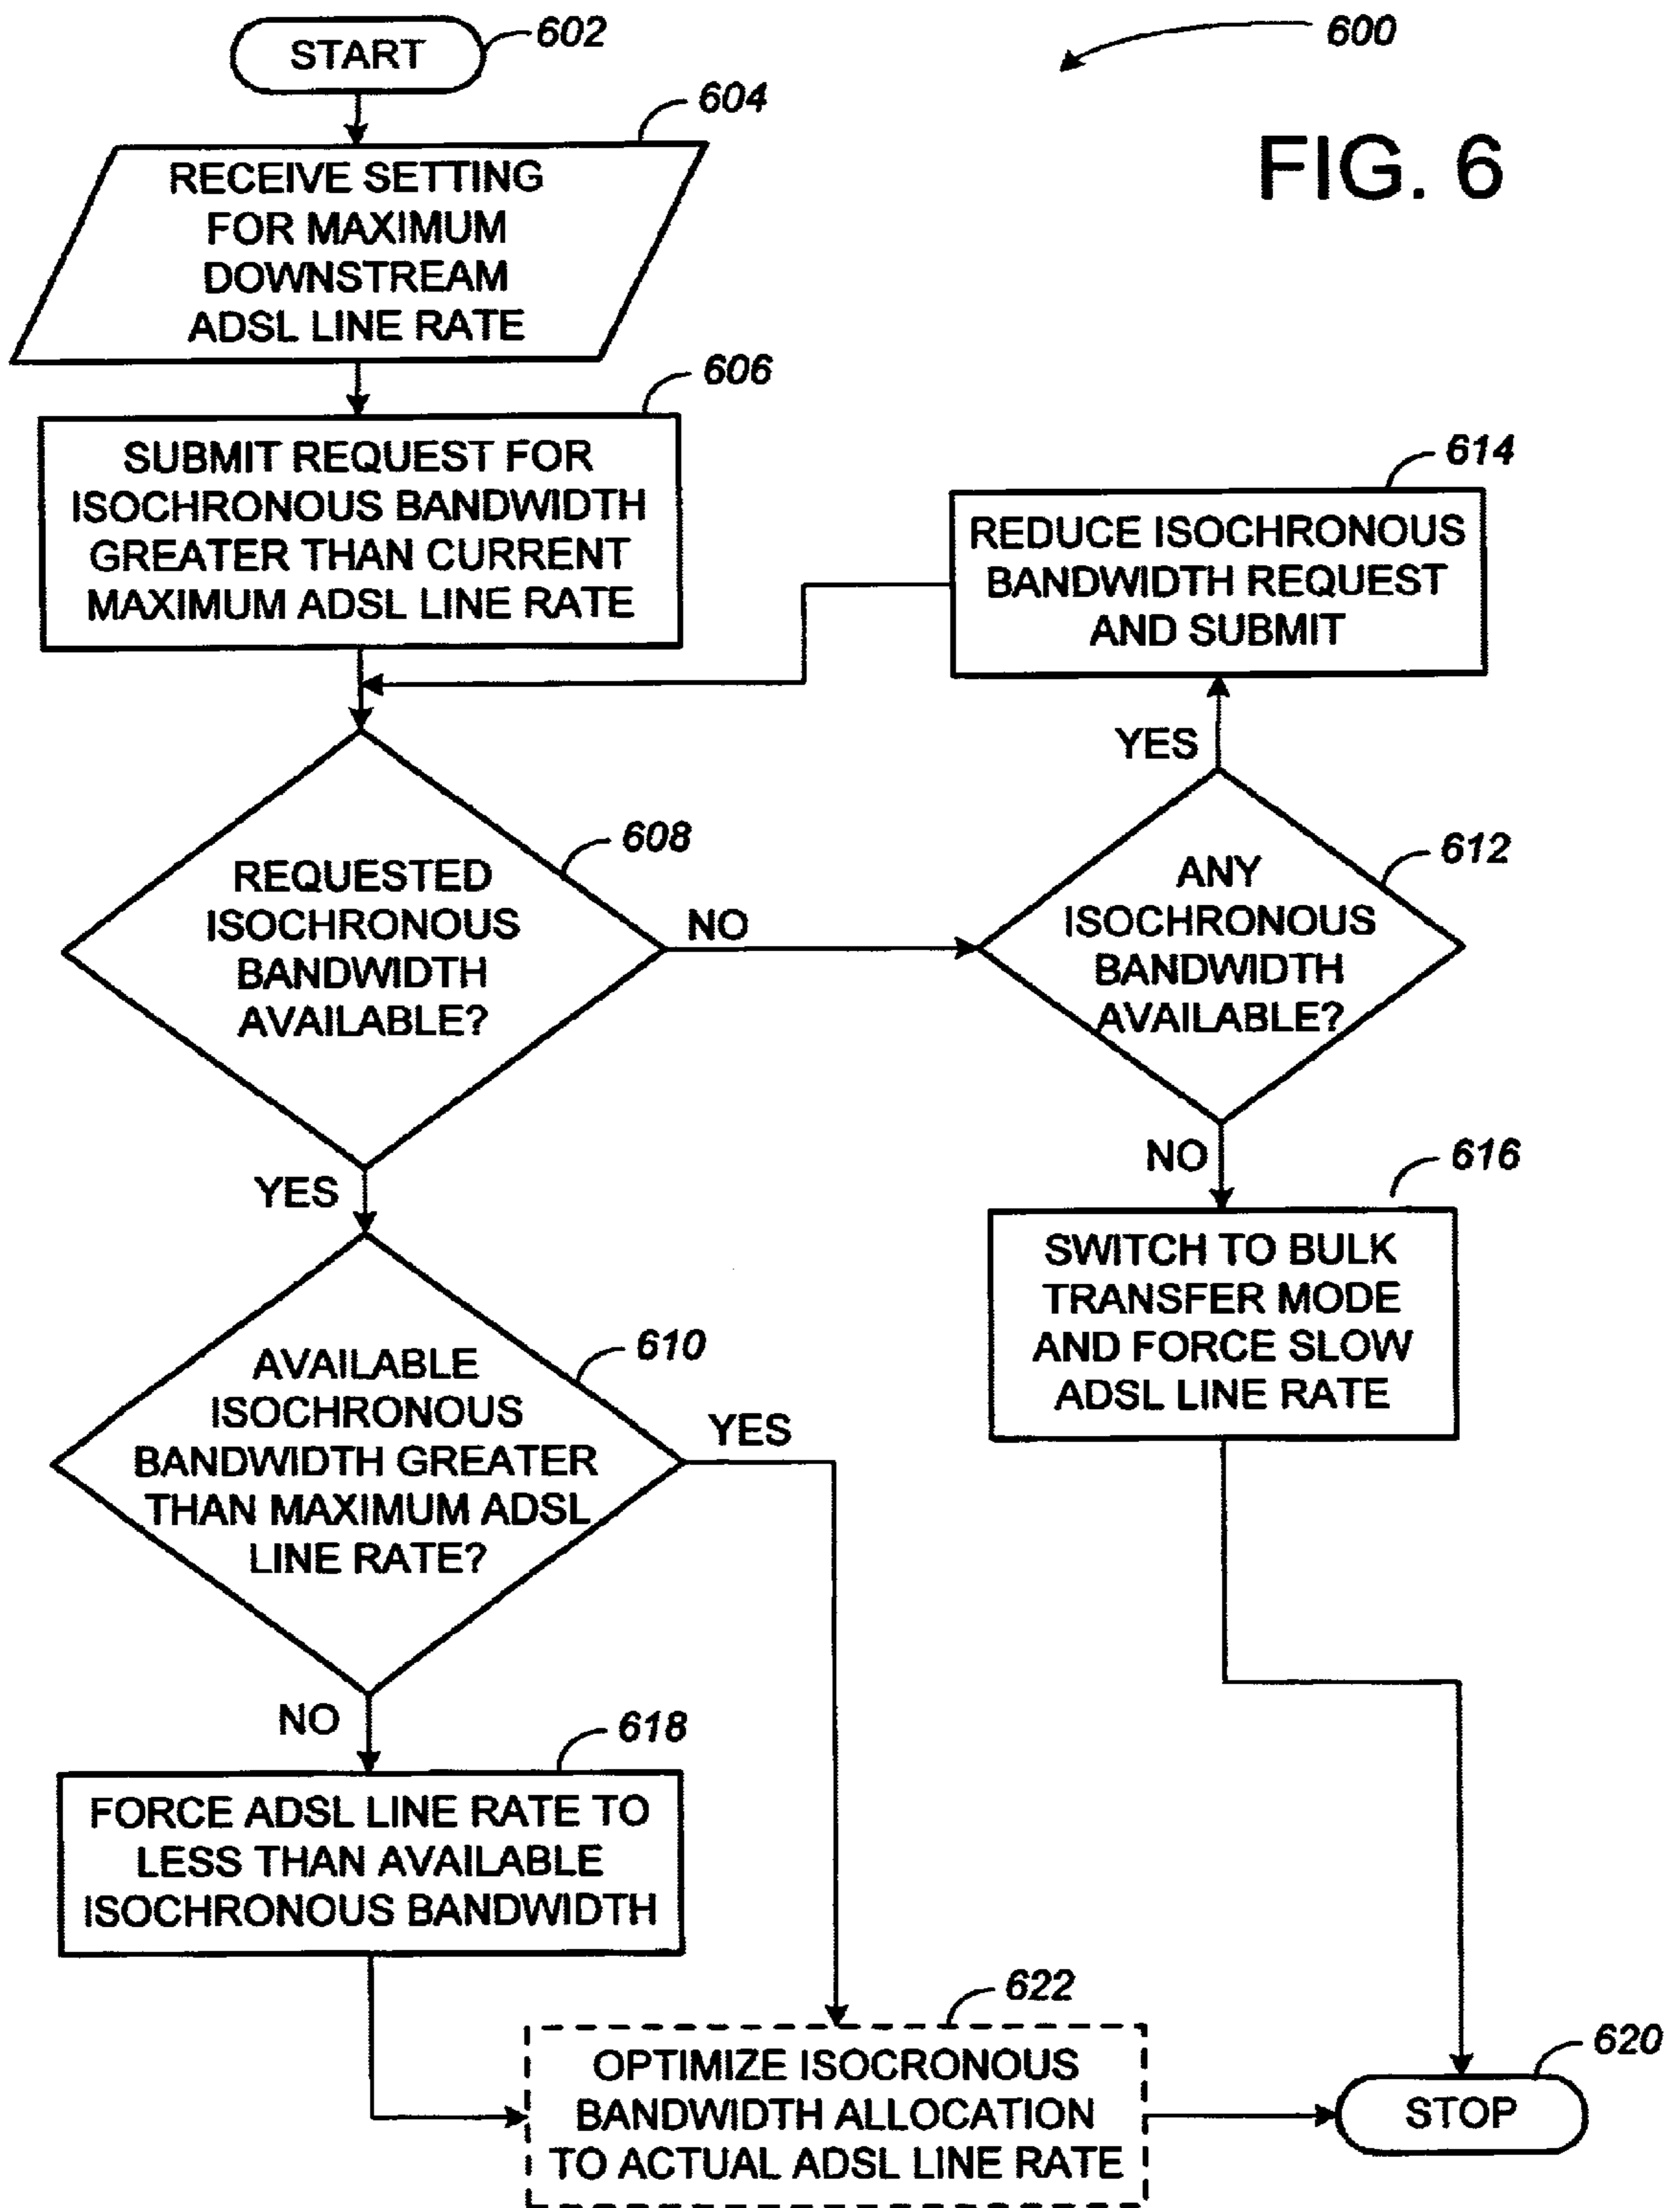 START
602
600
FIG. 6
604
RECEIVE SETTING
FOR MAXIMUM
DOWNSTREAM
ADSL LINE RATE
606
SUBMIT REQUEST FOR
ISOCHRONOUS BANDWIDTH
GREATER THAN CURRENT
MAXIMUM ADSL LINE RATE
614
REDUCE ISOCHRONOUS
BANDWIDTH REQUEST
AND SUBMIT
YES
608
REQUESTED
ISOCHRONOUS
BANDWIDTH
AVAILABLE?
NO
612
ANY
ISOCHRONOUS
BANDWIDTH
AVAILABLE?
YES
NO
616
SWITCH TO BULK
TRANSFER MODE
AND FORCE SLOW
ADSL LINE RATE
610
AVAILABLE
ISOCHRONOUS
BANDWIDTH GREATER
THAN MAXIMUM ADSL
LINE RATE?
YES
NO
618
FORCE ADSL LINE RATE TO
LESS THAN AVAILABLE
ISOCHRONOUS BANDWIDTH
622
OPTIMIZE ISOCRONOUS
BANDWIDTH ALLOCATION
TO ACTUAL ADSL LINE RATE
620
STOP